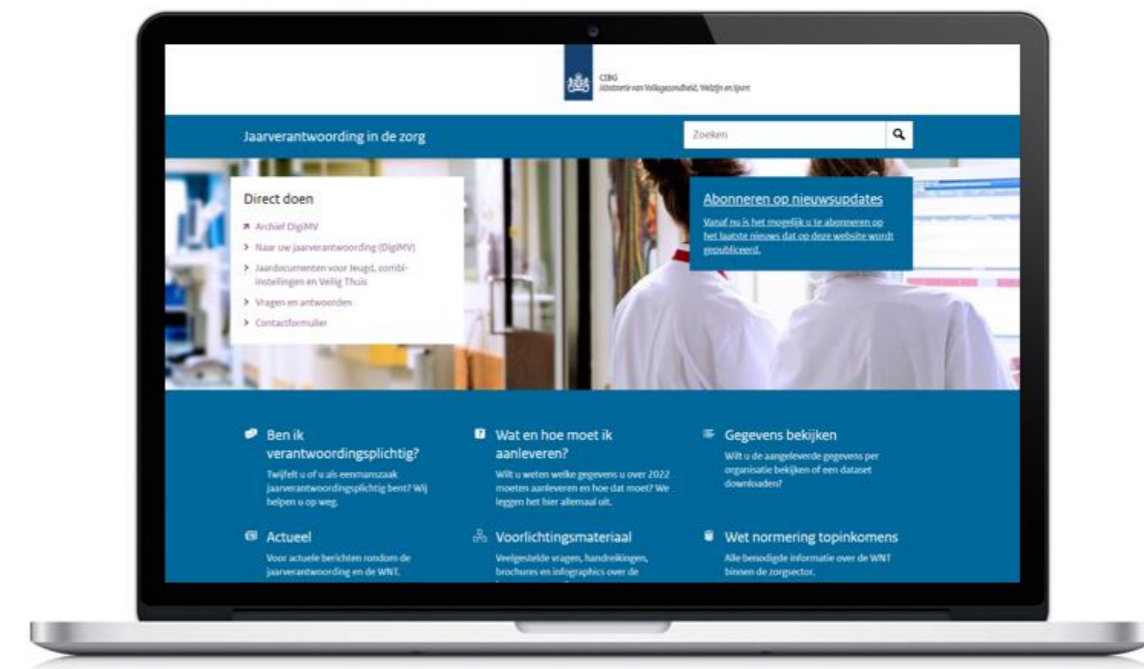 CIBG
Ministerie van Volksgezondheid, Welzijn en Sport
Jaarverantwoording in de zorg
Zoeken
Direct doen
Archief DigiMV
Naar uw jaarverantwoording (DigiMV)
Jaardocumenten voor Jeugd, combi-
instellingen en Veilig Thuis
Vragen en antwoorden
Contactformulier
Abonneren op nieuwsupdates
Vanaf nu is het mogelijk u te abonneren op
het laatste nieuws dat op deze website wordt
gepubliceerd.
Ben ik
verantwoordingsplichtig?
Twijfelt u of u als eenmanszaak
jaarverantwoordingsplichtig bent? Wij
helpen u op weg.
Wat en hoe moet ik
aanleveren?
Wilt u weten welke gegevens u over 2022
moeten aanleveren en hoe dat moet? We
leggen het hier allemaal uit.
Gegevens bekijken
Wilt u de aangeleverde gegevens per
organisatie bekijken of een dataset
downloaden?
Actueel
Voor actuele berichten rondom de
jaarverantwoording en de WNT.
Voorlichtingsmateriaal
Veelgestelde vragen, handreikingen,
brochures en infographics over de
Wet normering topinkomens
Alle benodigde informatie over de WNT
binnen de zorgsector.